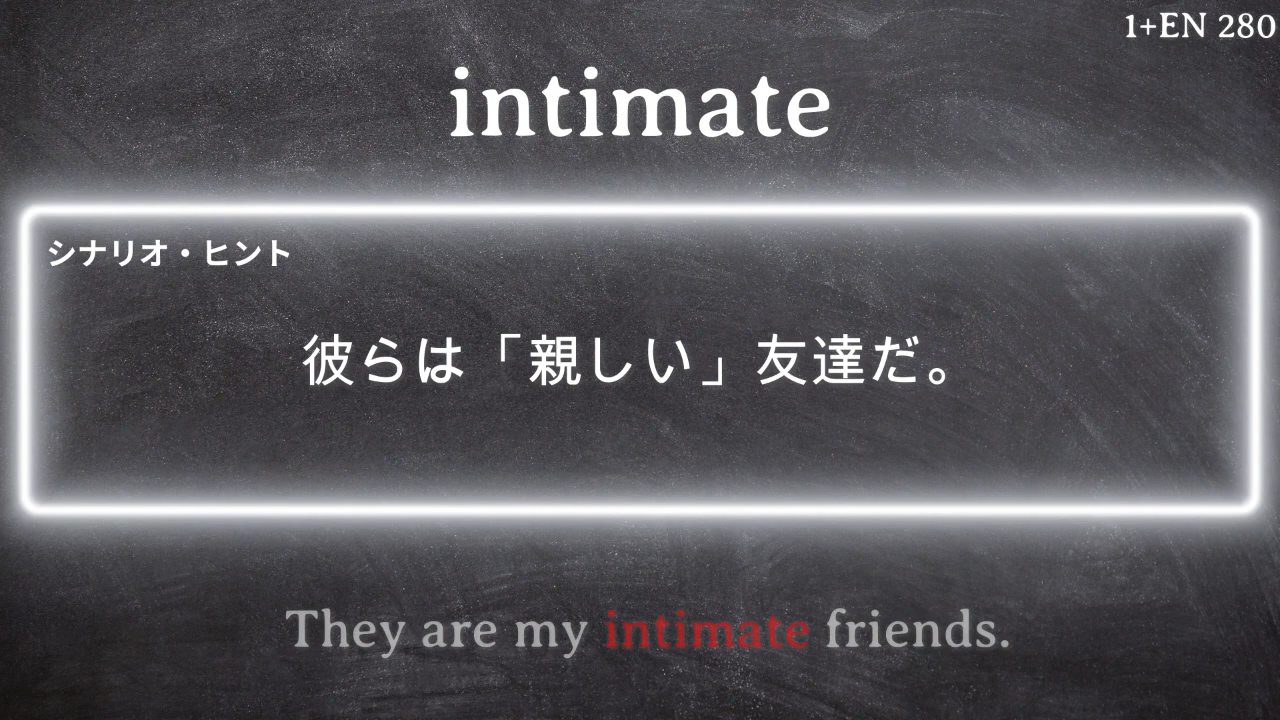 1+EN 280
intimate
シナリオ・ヒント
彼らは「親しい」友達だ。
They are my intimate friends.